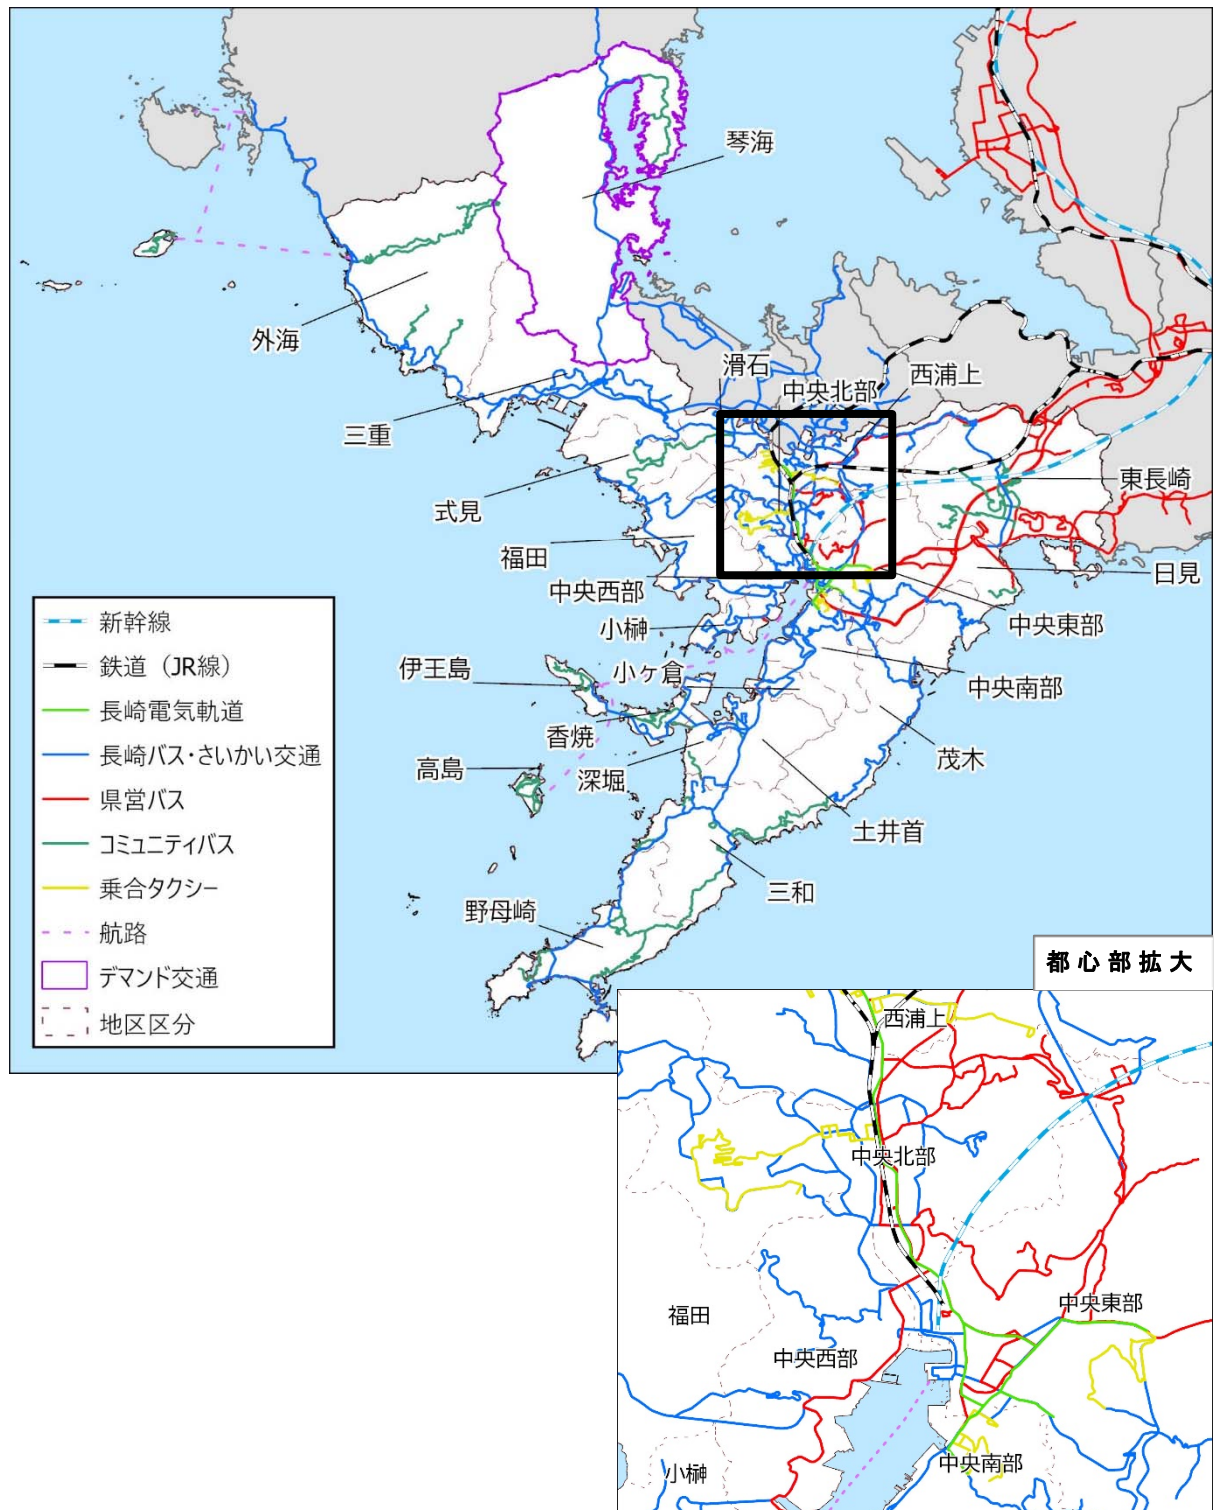 琴海
外海
滑石
中央北部
西浦上
三重
式見
東長崎
福田
中央西部
日見
小榊
中央東部
伊王島
小ヶ倉
中央南部
香焼
高島
深堀
茂木
土井首
三和
野母崎
新幹線
鉄道（JR線）
長崎電気軌道
長崎バス・さいかい交通
県営バス
コミュニティバス
乗合タクシー
航路
デマンド交通
地区区分
都心部拡大
西浦上
中央北部
福田
中央東部
中央西部
中央南部
小榊